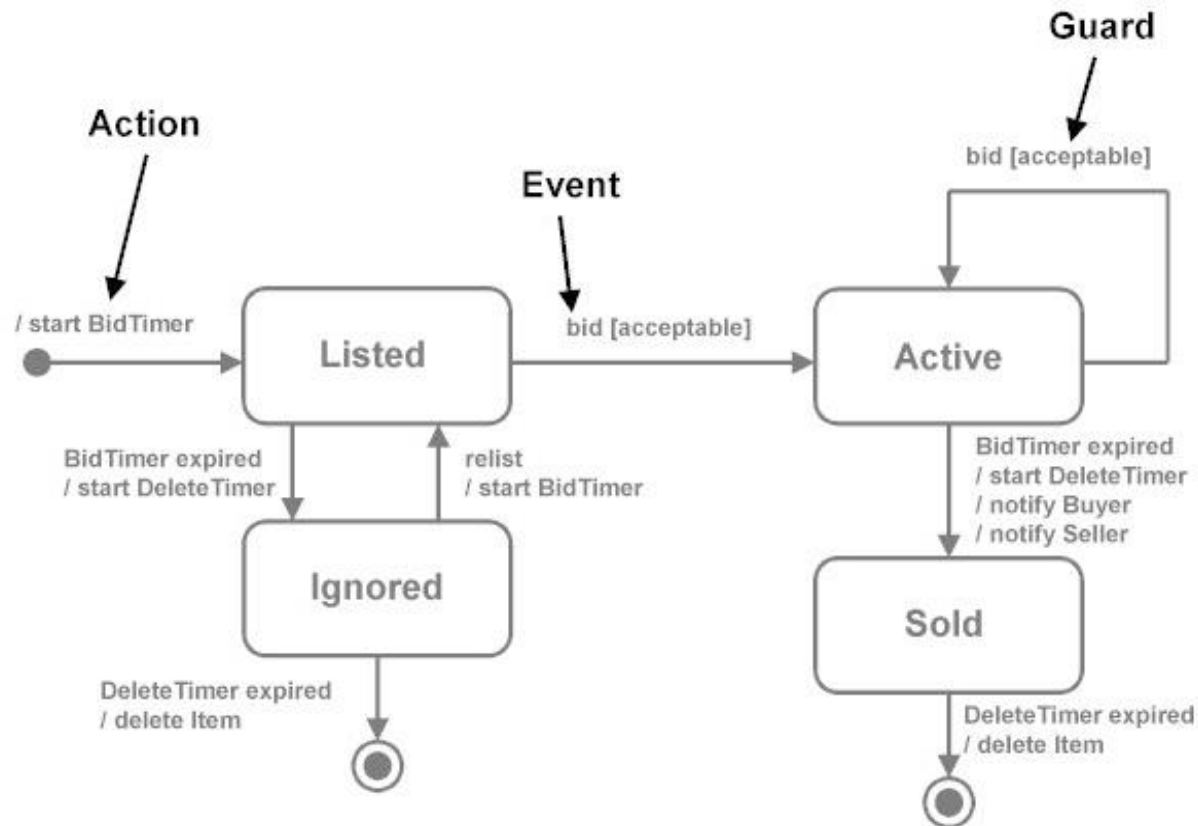 Guard
Action
bid [acceptable]
Event
/ start BidTimer
bid [acceptable]
Listed
Active
BidTimer expired
/ start DeleteTimer
relist
/ start BidTimer
BidTimer expired
/ start DeleteTimer
/ notify Buyer
/ notify Seller
Ignored
Sold
DeleteTimer expired
/ delete Item
DeleteTimer expired
/ delete Item